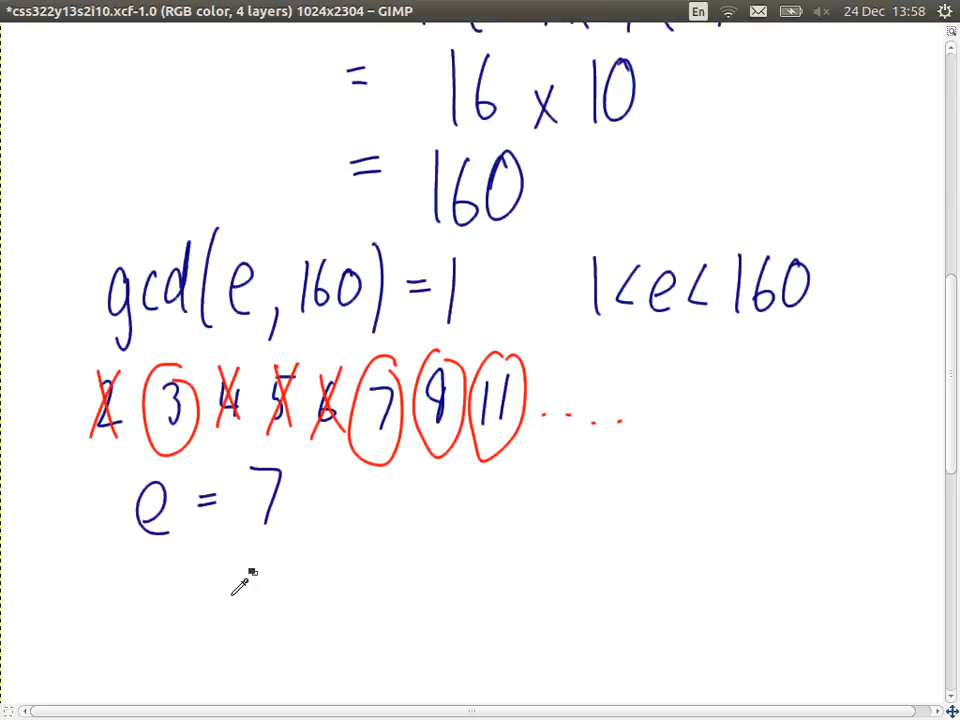 *css322y13s2i10.xcf-1.0 (RGB color, 4 layers) 1024x2304 – GIMP En 24 Dec 13:58
= 16 x 10
= 160
gcd(e, 160) = 1 1 < e < 160
2 3 4 5 6 7 9 11 ....
e = 7